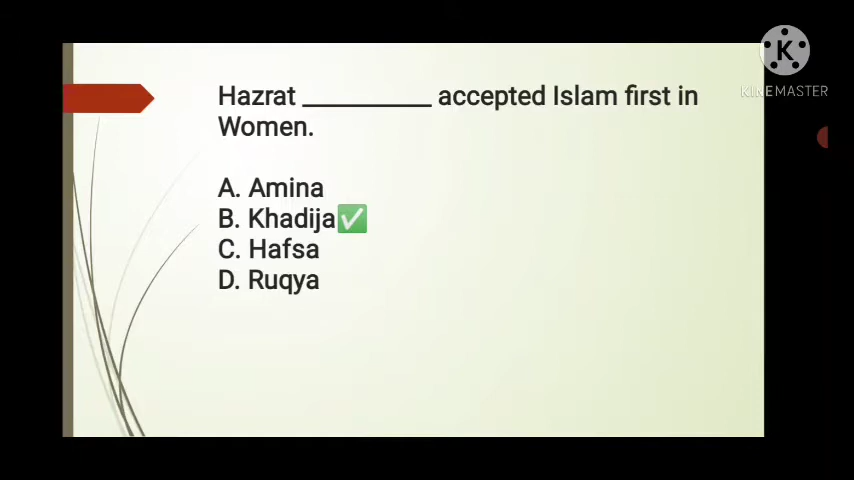 Hazrat __________ accepted Islam first in
Women.
A. Amina
B. Khadija✅
C. Hafsa
D. Ruqya
K
KINEMASTER